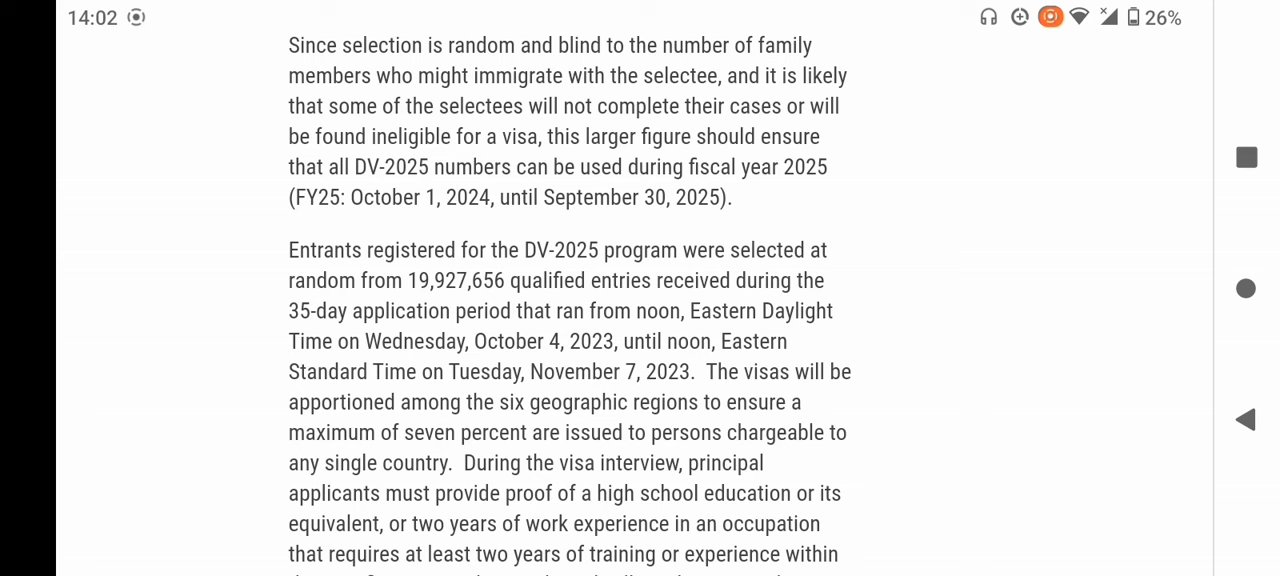 14:02
26%
Since selection is random and blind to the number of family
members who might immigrate with the selectee, and it is likely
that some of the selectees will not complete their cases or will
be found ineligible for a visa, this larger figure should ensure
that all DV-2025 numbers can be used during fiscal year 2025
(FY25: October 1, 2024, until September 30, 2025).
Entrants registered for the DV-2025 program were selected at
random from 19,927,656 qualified entries received during the
35-day application period that ran from noon, Eastern Daylight
Time on Wednesday, October 4, 2023, until noon, Eastern
Standard Time on Tuesday, November 7, 2023.  The visas will be
apportioned among the six geographic regions to ensure a
maximum of seven percent are issued to persons chargeable to
any single country.  During the visa interview, principal
applicants must provide proof of a high school education or its
equivalent, or two years of work experience in an occupation
that requires at least two years of training or experience within